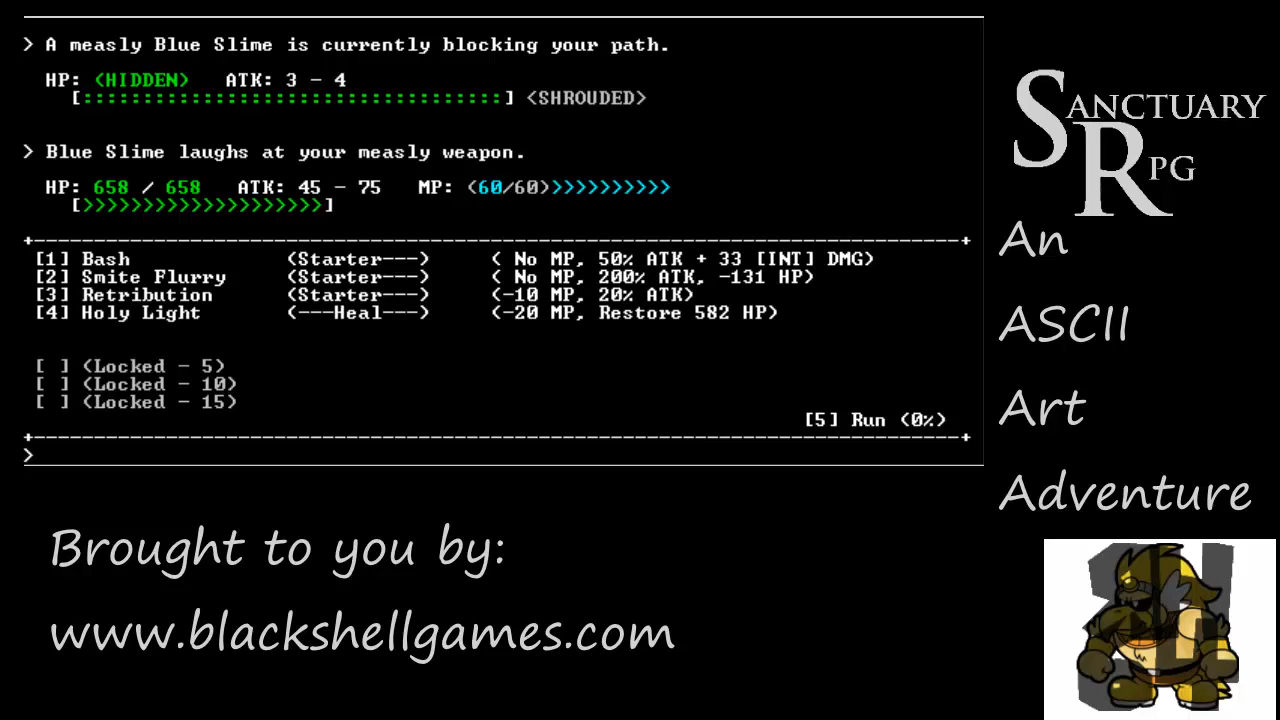 > A measly Blue Slime is currently blocking your path.
HP: (HIDDEN) ATK: 3 - 4
[:::::::::::::::::::::::::::::::::::] <SHROUDED>
> Blue Slime laughs at your measly weapon.
HP: 658 / 658 ATK: 45 - 75 MP: (60/60)>>>>>>>>>>
[>>>>>>>>>>>>>>>>>>>>]
+------------------------------------------------------------------------------+
[1] Bash (Starter---) ( No MP, 50% ATK + 33 [INT] DMG)
[2] Smite Flurry (Starter---) ( No MP, 200% ATK, -131 HP)
[3] Retribution (Starter---) (-10 MP, 20% ATK)
[4] Holy Light (---Heal---) (-20 MP, Restore 582 HP)
[ ] (Locked - 5)
[ ] (Locked - 10)
[ ] (Locked - 15)
[5] Run (0%)
+------------------------------------------------------------------------------+
>
SANCTUARY
RPG
An
ASCII
Art
Adventure
Brought to you by:
www.blackshellgames.com